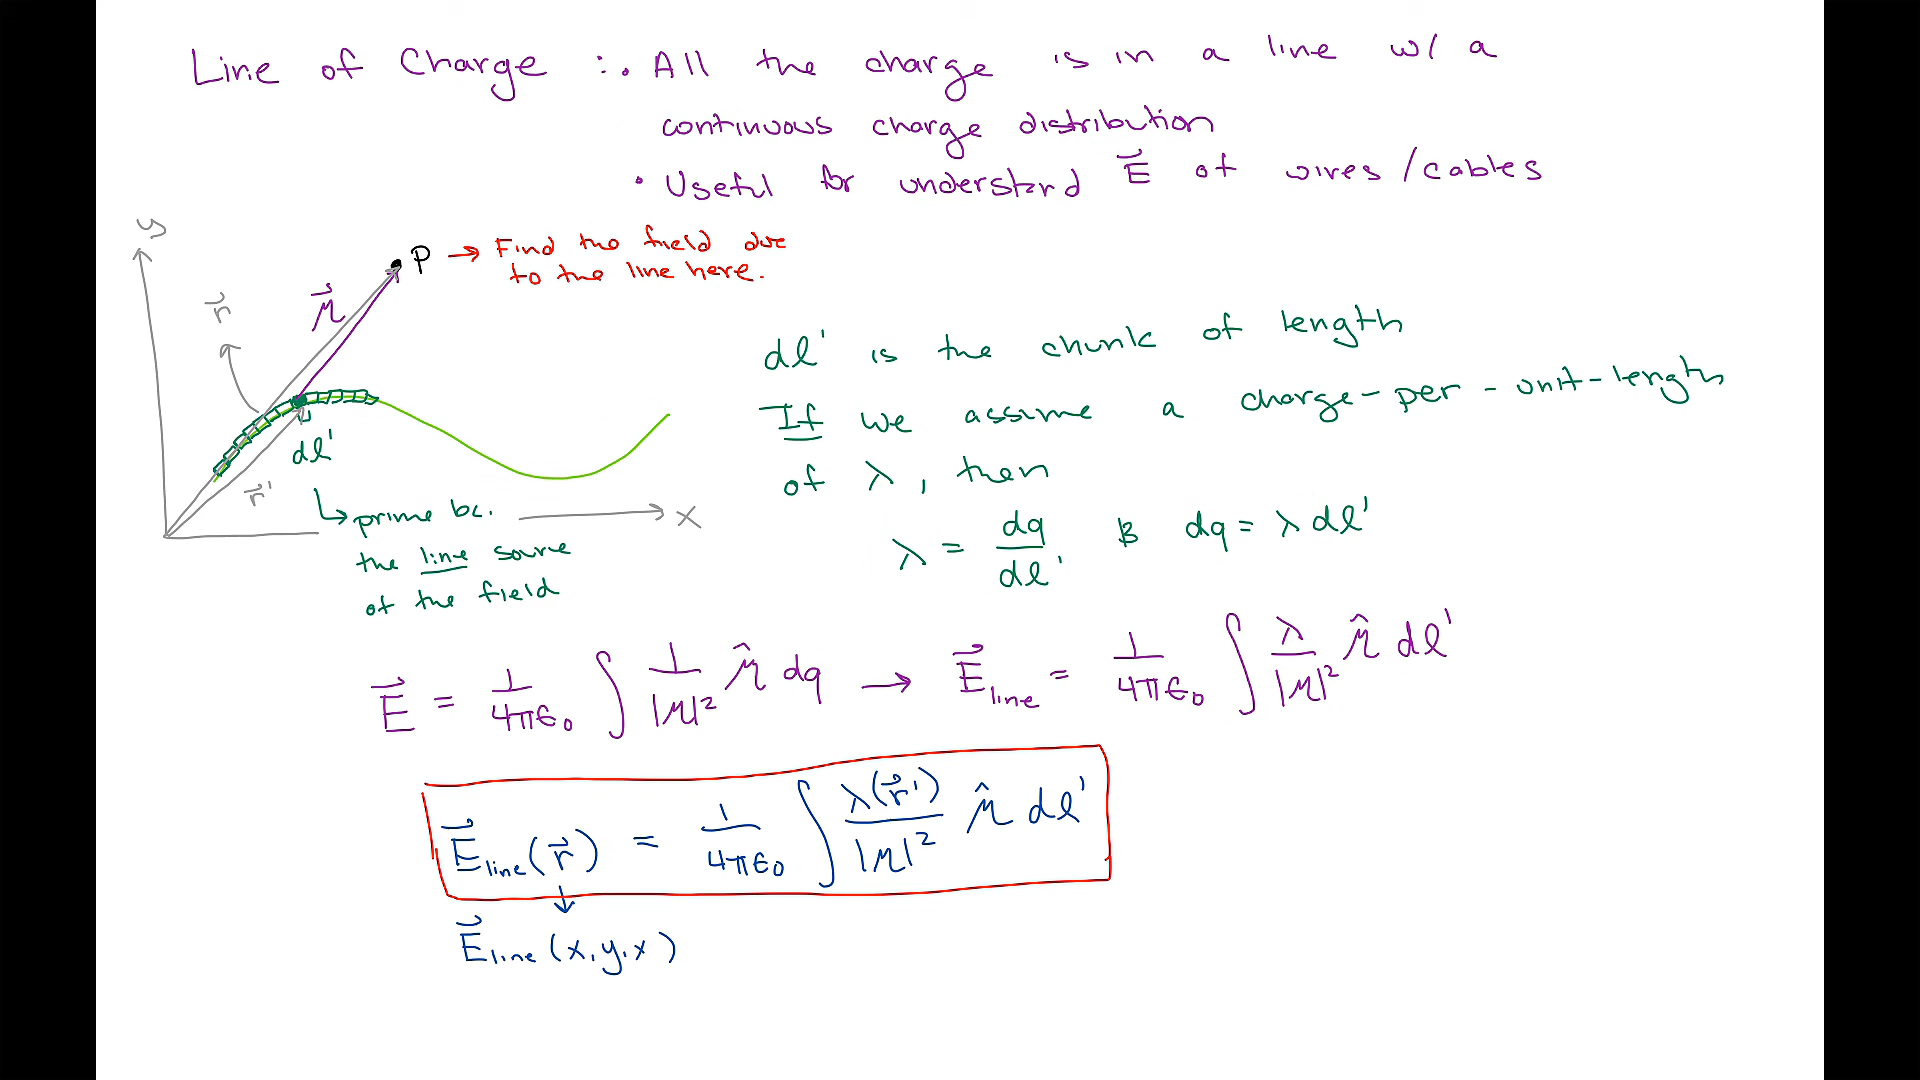 Line of Charge :. All the charge is in a line w/ a
continuous charge distribution
• Useful for understand E⃗ of wires/cables
y
P → Find the field due
to the line here.
r⃗
𝓇⃗
dl'
r⃗'
x
↳ prime bc.
the line source
of the field
dl' is the chunk of length
If we assume a charge-per-unit-length
of λ, then
λ = dq/dl' & dq = λ dl'
E⃗ = 1/4πϵ₀ ∫ 1/|𝓇|² 𝓇̂ dq → E⃗line = 1/4πϵ₀ ∫ λ/|𝓇|² 𝓇̂ dl'
E⃗line(r⃗) = 1/4πϵ₀ ∫ λ(r⃗')/|𝓇|² 𝓇̂ dl'
↓
E⃗line(x,y,x)